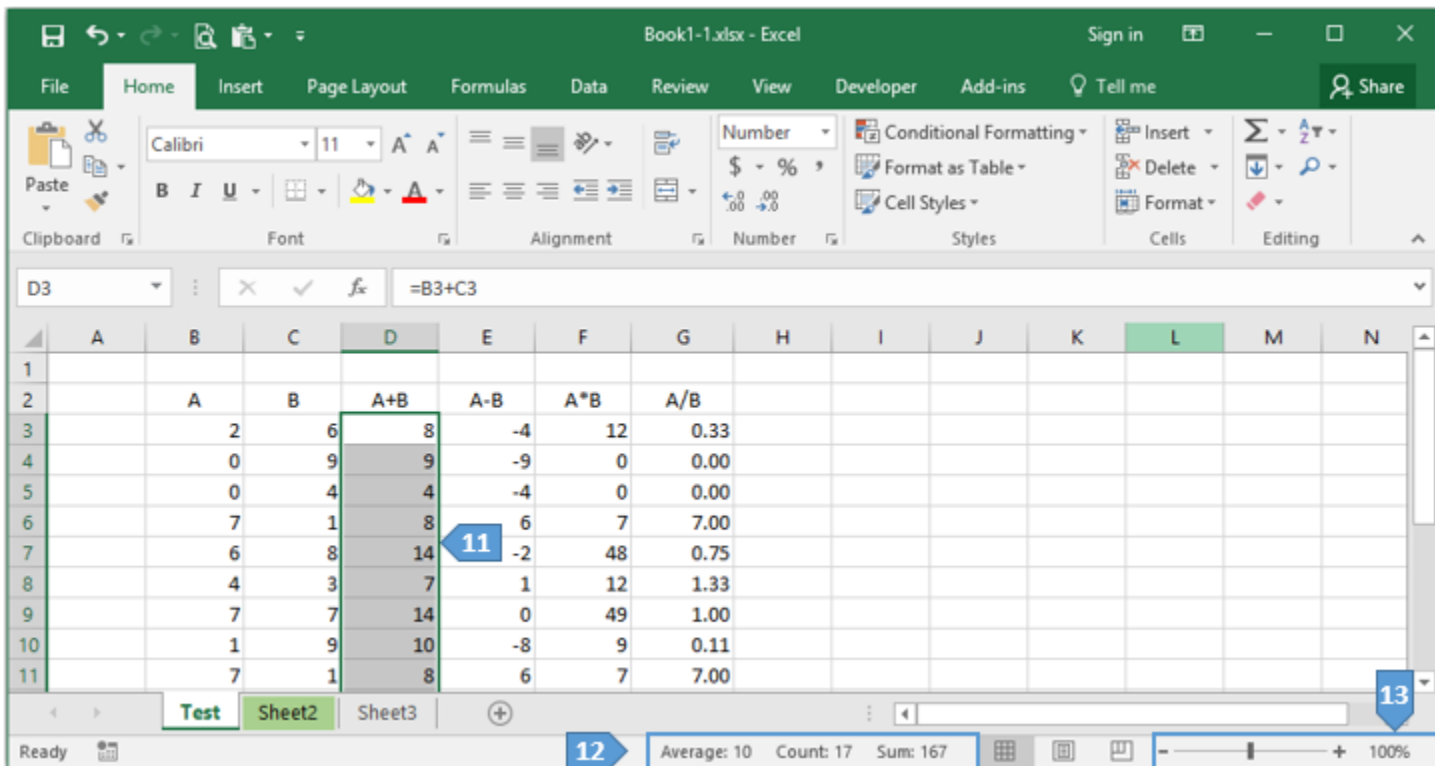 Book1-1.xlsx - Excel Sign in
File Home Insert Page Layout Formulas Data Review View Developer Add-ins Tell me Share
Calibri 11 Number Conditional Formatting Insert
Paste $ % , Format as Table Delete
B I U A .00 .00 .0 Cell Styles Format
Clipboard Font Alignment Number Styles Cells Editing
D3 fx =B3+C3
A B C D E F G H I J K L M N
1
2 A B A+B A-B A*B A/B
3 2 6 8 -4 12 0.33
4 0 9 9 -9 0 0.00
5 0 4 4 -4 0 0.00
6 7 1 8 6 7 7.00
7 6 8 14 11 -2 48 0.75
8 4 3 7 1 12 1.33
9 7 7 14 0 49 1.00
10 1 9 10 -8 9 0.11
11 7 1 8 6 7 7.00
13
Test Sheet2 Sheet3
Ready 12 Average: 10 Count: 17 Sum: 167 - + 100%